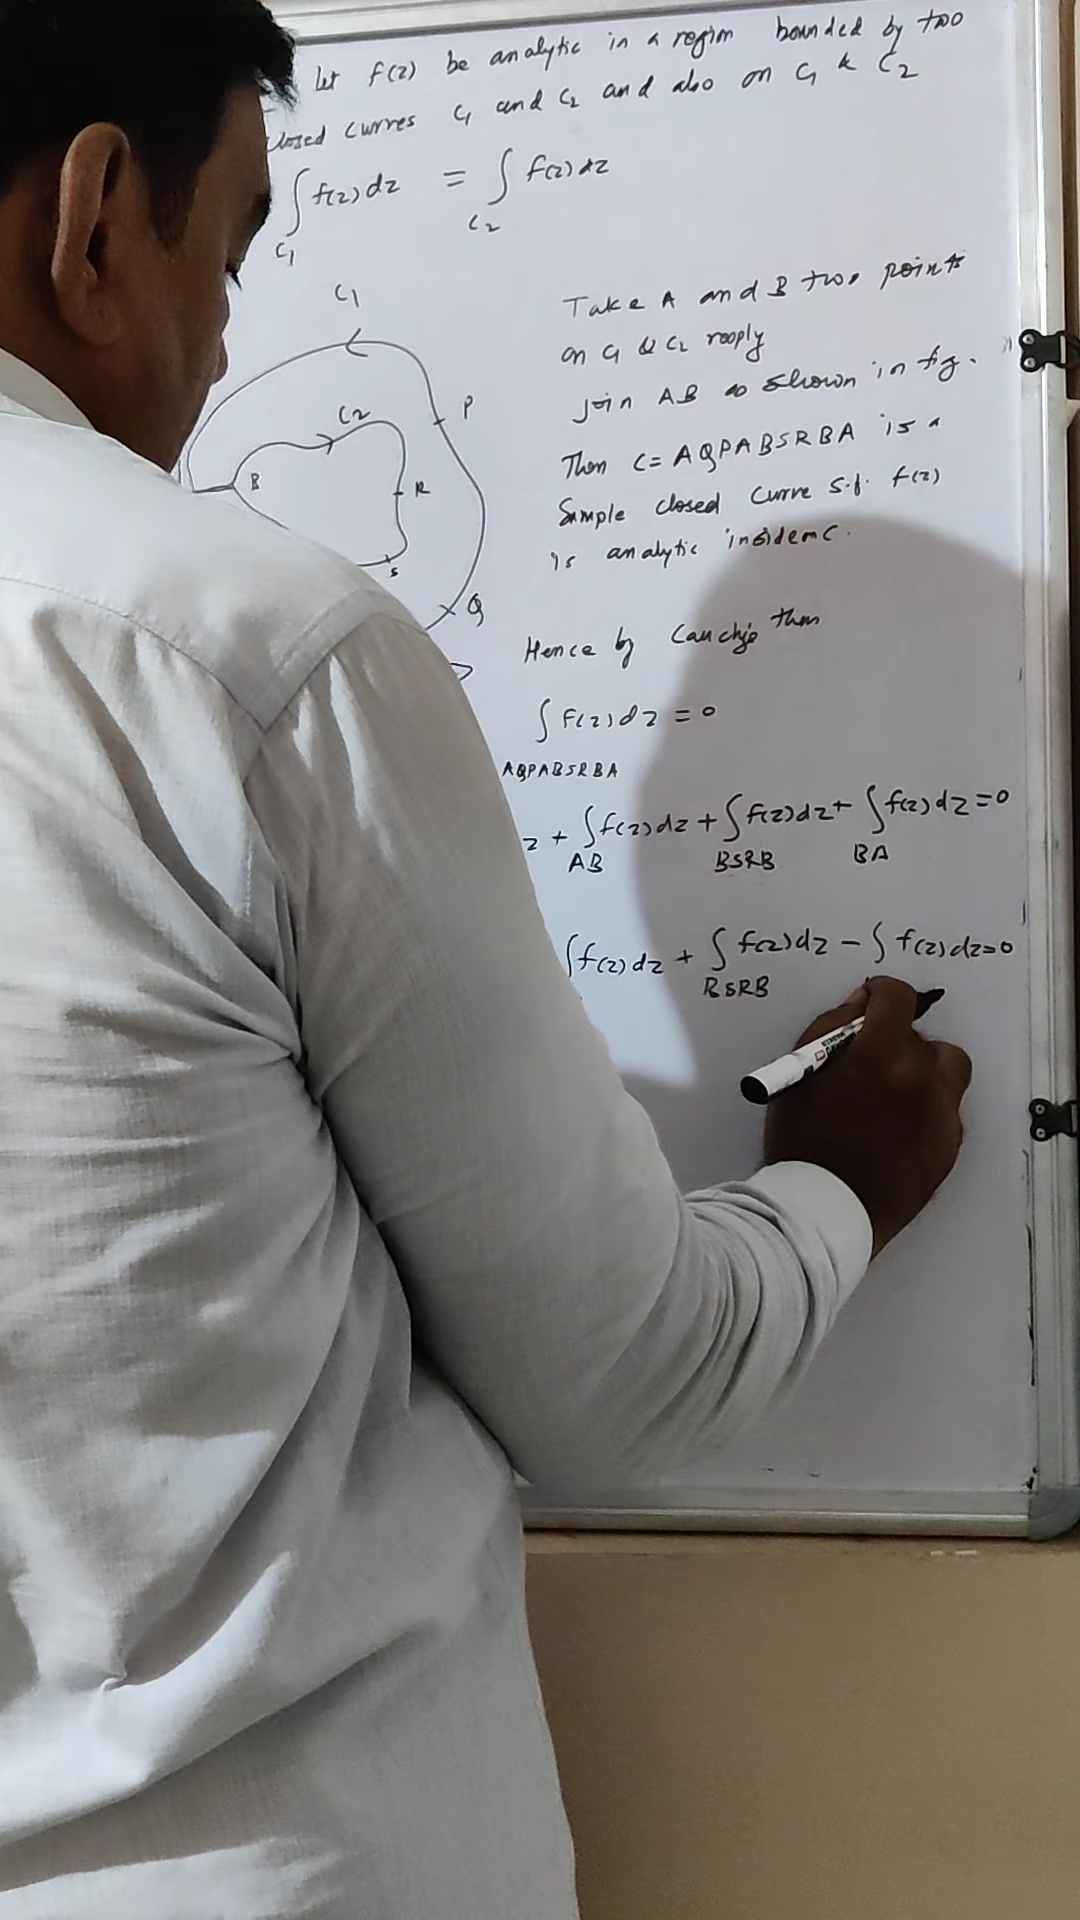 let f(z) be analytic in a region bounded by two
closed curves C1 and C2 and also on C1 & C2
∫ f(z) dz = ∫ f(z) dz
C1 C2
C1
C2
P
B
R
S
Q
Take A and B two points
on C1 & C2 resply
Join AB as shown in fig.
Then C = AQPABSRBA is a
Simple closed curve s.t. f(z)
is analytic inside
Hence by Cauchy's thm
∫ f(z) dz = 0
AQPABSRBA
z + ∫ f(z) dz + ∫ f(z) dz + ∫ f(z) dz = 0
AB BSRB BA
∫ f(z) dz + ∫ f(z) dz - ∫ f(z) dz = 0
BSRB